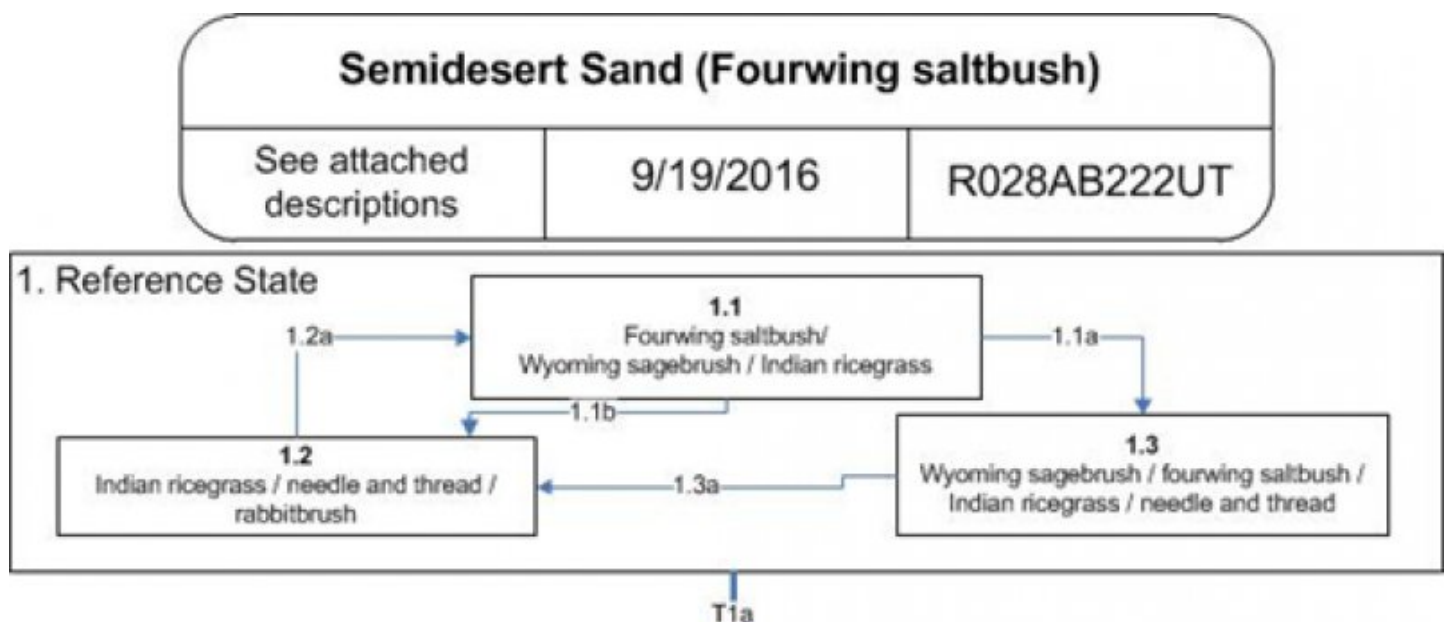 Semidesert Sand (Fourwing saltbush)
See attached
descriptions
9/19/2016
R028AB222UT
1. Reference State
1.1
Fourwing saltbush/
Wyoming sagebrush / Indian ricegrass
1.2a
1.1a
1.1b
1.2
Indian ricegrass / needle and thread /
rabbitbrush
1.3a
1.3
Wyoming sagebrush / fourwing saltbush /
Indian ricegrass / needle and thread
T1a